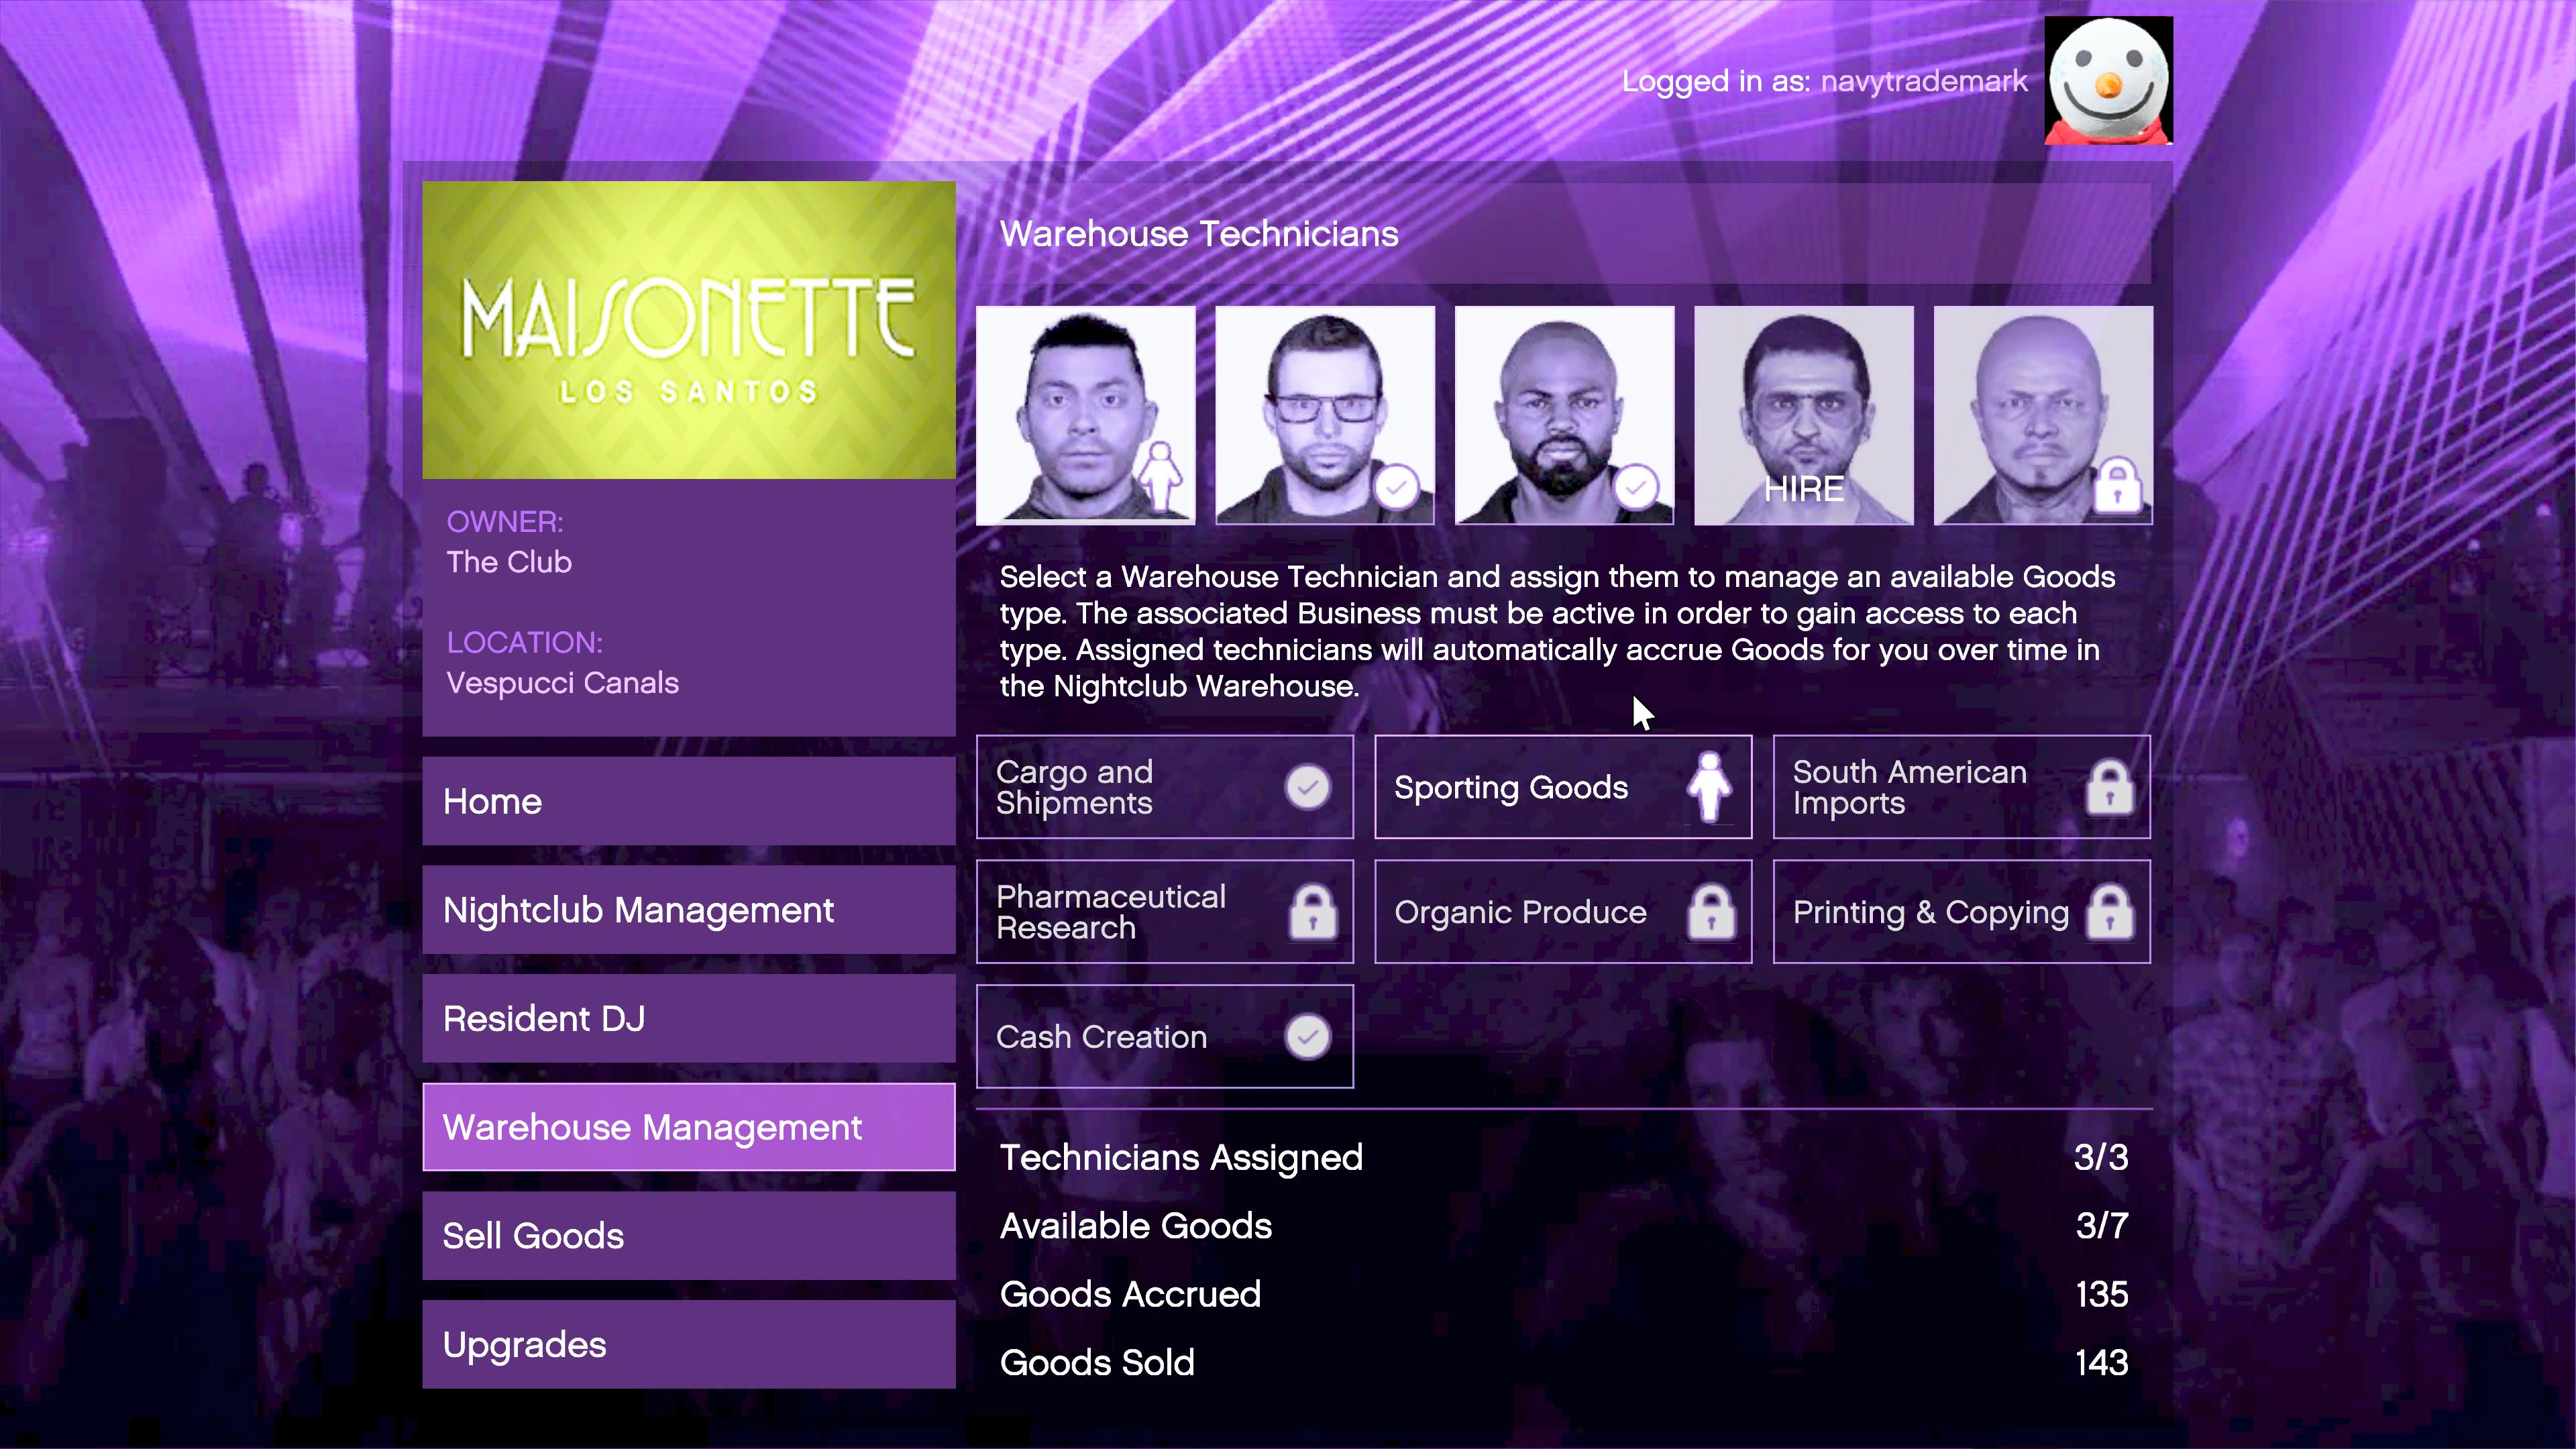 Logged in as: navytrademark
MAISONETTE
LOS SANTOS
OWNER:
The Club
LOCATION:
Vespucci Canals
Home
Nightclub Management
Resident DJ
Warehouse Management
Sell Goods
Upgrades
Warehouse Technicians
HIRE
Select a Warehouse Technician and assign them to manage an available Goods
type. The associated Business must be active in order to gain access to each
type. Assigned technicians will automatically accrue Goods for you over time in
the Nightclub Warehouse.
Cargo and
Shipments
Sporting Goods
South American
Imports
Pharmaceutical
Research
Organic Produce
Printing & Copying
Cash Creation
Technicians Assigned 3/3
Available Goods 3/7
Goods Accrued 135
Goods Sold 143